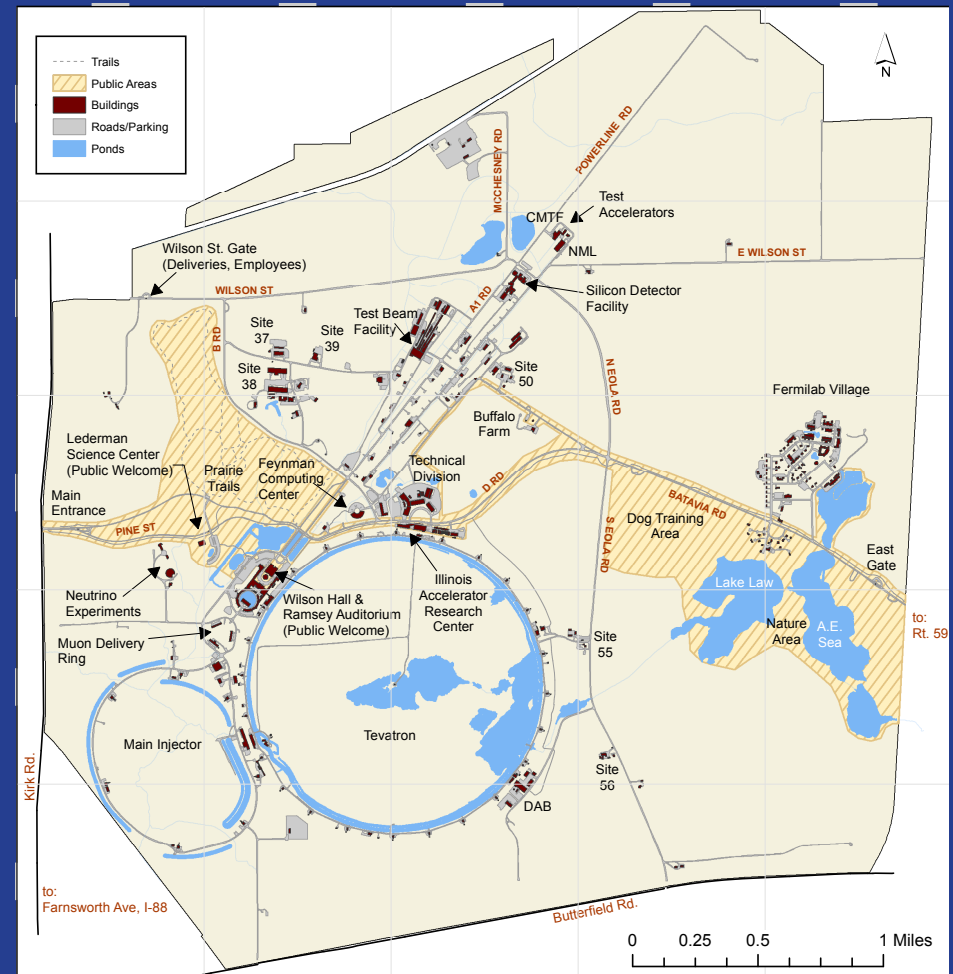 Trails
Public Areas
Buildings
Roads/Parking
Ponds
N
MCCHESNEY RD
POWERLINE RD
Test
Accelerators
CMTF
NML
E WILSON ST
Wilson St. Gate
(Deliveries, Employees)
WILSON ST
A1 RD
Silicon Detector
Facility
Test Beam
Facility
B RD
Site
37
Site
39
Site
38
Site
50
N EOLA RD
Fermilab Village
Buffalo
Farm
Lederman
Science Center
(Public Welcome)
Prairie
Trails
Feynman
Computing
Center
Technical
Division
D RD
Main
Entrance
PINE ST
BATAVIA RD
Dog Training
Area
S EOLA RD
East
Gate
Neutrino
Experiments
Wilson Hall &
Ramsey Auditorium
(Public Welcome)
Illinois
Accelerator
Research
Center
Lake Law
Nature
Area
A.E.
Sea
to:
Rt. 59
Muon Delivery
Ring
Site
55
Main Injector
Tevatron
Site
56
DAB
Kirk Rd.
to:
Farnsworth Ave, I-88
Butterfield Rd.
0 0.25 0.5 1 Miles